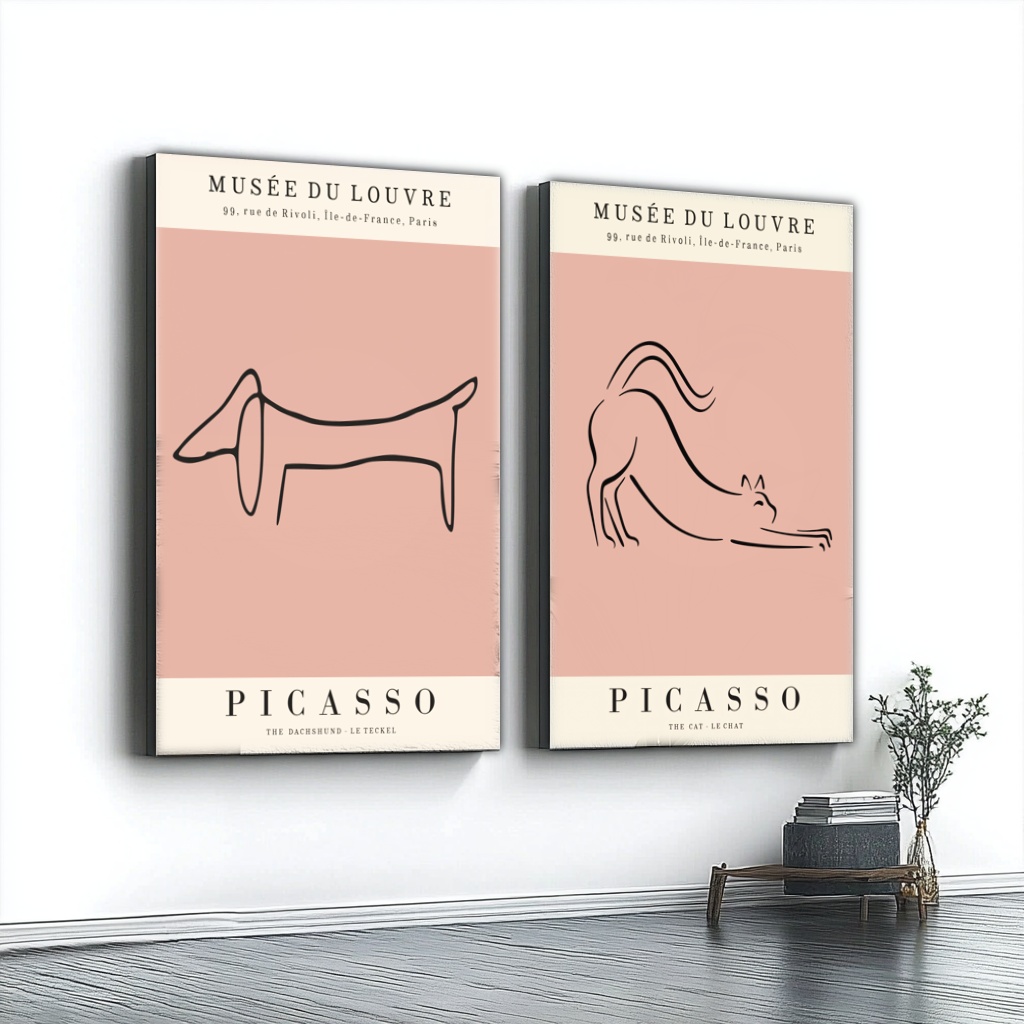 MUSÉE DU LOUVRE
99, rue de Rivoli, Île-de-France, Paris
PICASSO
THE DACHSHUND · LE TECKEL
MUSÉE DU LOUVRE
99, rue de Rivoli, Île-de-France, Paris
PICASSO
THE CAT · LE CHAT